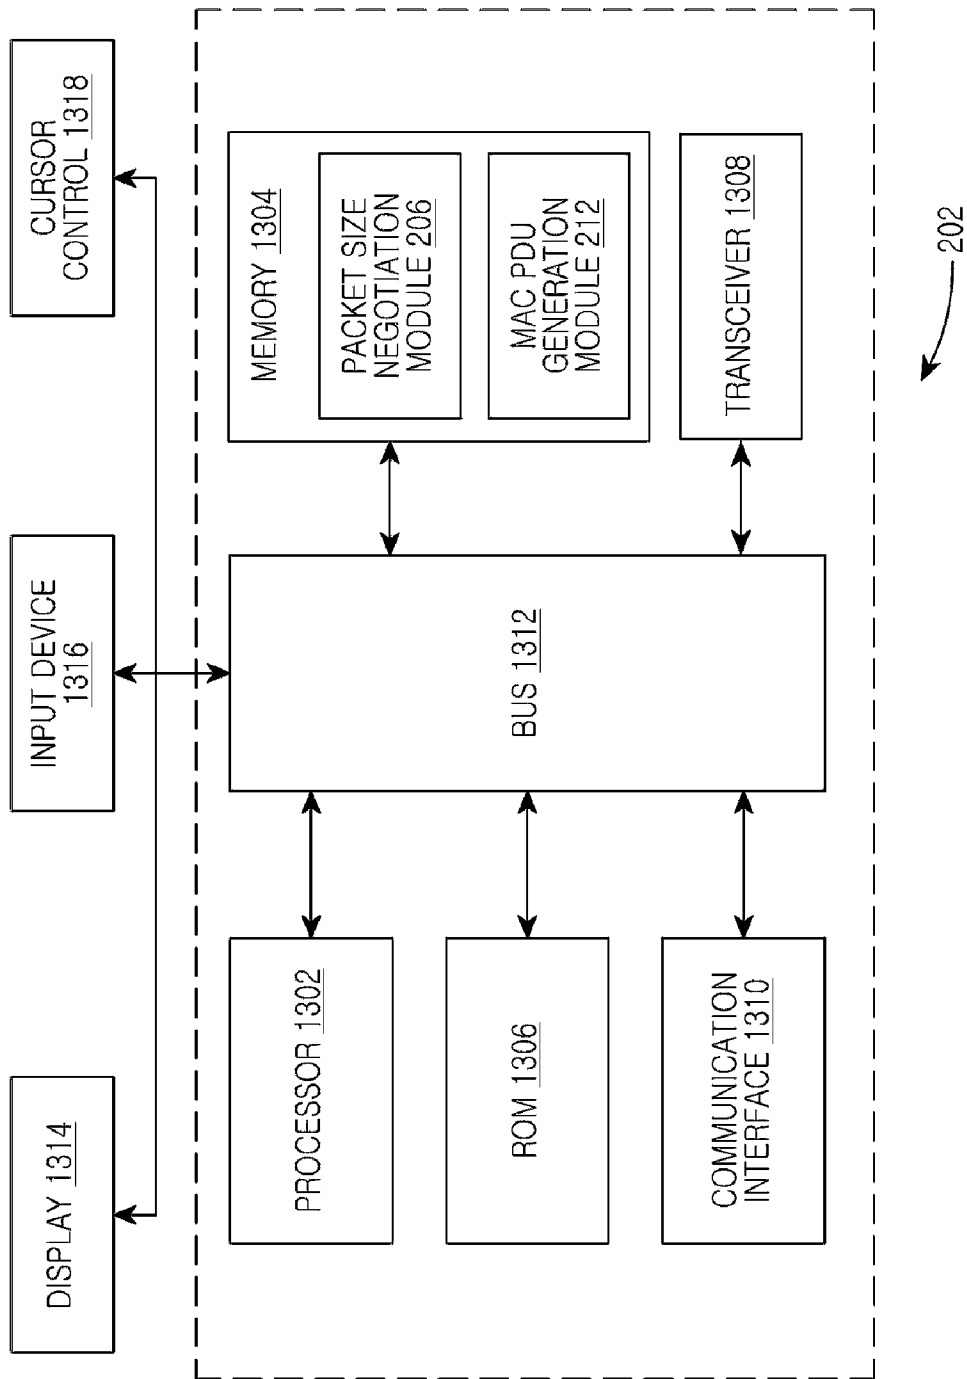 DISPLAY 1314
INPUT DEVICE
1316
CURSOR
CONTROL 1318
PROCESSOR 1302
ROM 1306
COMMUNICATION
INTERFACE 1310
BUS 1312
MEMORY 1304
PACKET SIZE
NEGOTIATION
MODULE 206
MAC PDU
GENERATION
MODULE 212
TRANSCEIVER 1308
202